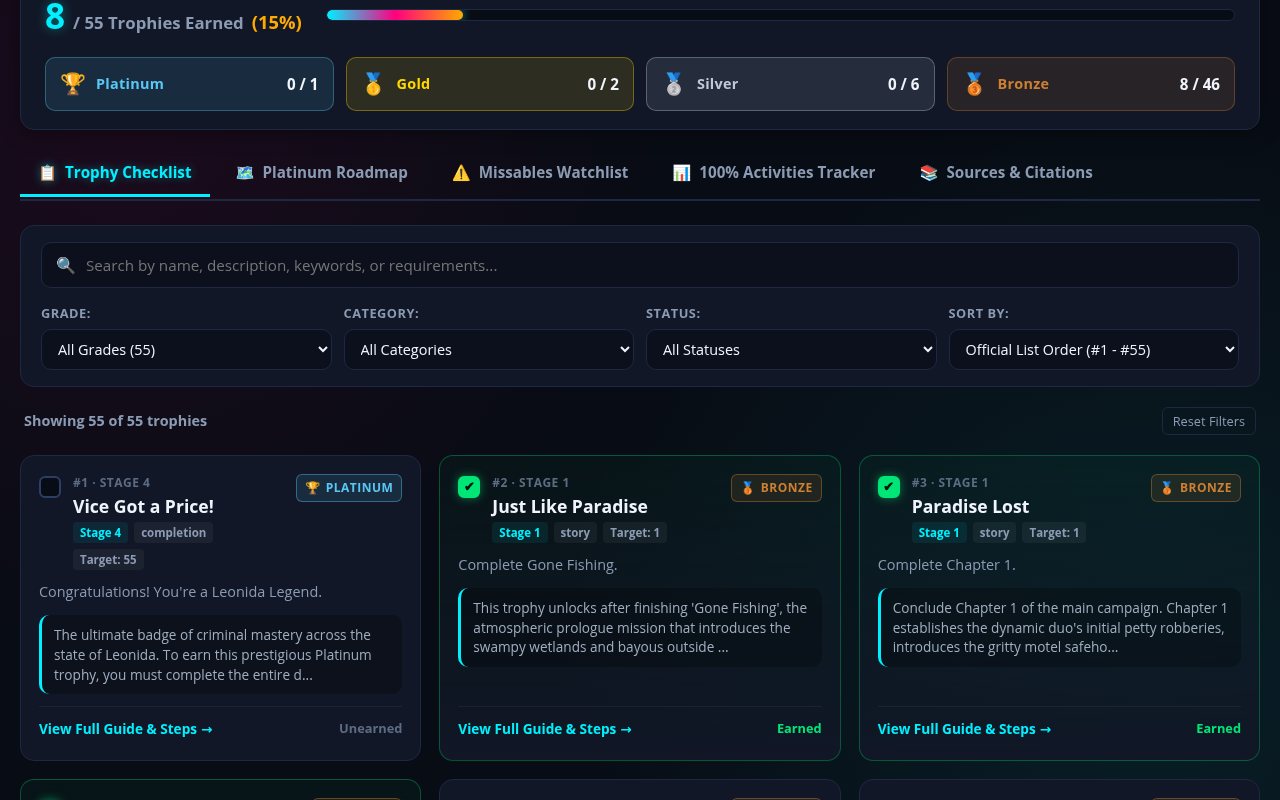 8 / 55 Trophies Earned (15%)
Platinum 0 / 1
Gold 0 / 2
Silver 0 / 6
Bronze 8 / 46
Trophy Checklist
Platinum Roadmap
Missables Watchlist
100% Activities Tracker
Sources & Citations
Search by name, description, keywords, or requirements...
GRADE:
CATEGORY:
STATUS:
SORT BY:
All Grades (55)
All Categories
All Statuses
Official List Order (#1 - #55)
Showing 55 of 55 trophies
Reset Filters
#1 · STAGE 4
PLATINUM
Vice Got a Price!
Stage 4 completion
Target: 55
Congratulations! You're a Leonida Legend.
The ultimate badge of criminal mastery across the
state of Leonida. To earn this prestigious Platinum
trophy, you must complete the entire d...
View Full Guide & Steps →
Unearned
#2 · STAGE 1
BRONZE
Just Like Paradise
Stage 1 story Target: 1
Complete Gone Fishing.
This trophy unlocks after finishing 'Gone Fishing', the
atmospheric prologue mission that introduces the
swampy wetlands and bayous outside ...
View Full Guide & Steps →
Earned
#3 · STAGE 1
BRONZE
Paradise Lost
Stage 1 story Target: 1
Complete Chapter 1.
Conclude Chapter 1 of the main campaign. Chapter 1
establishes the dynamic duo's initial petty robberies,
introduces the gritty motel safeho...
View Full Guide & Steps →
Earned